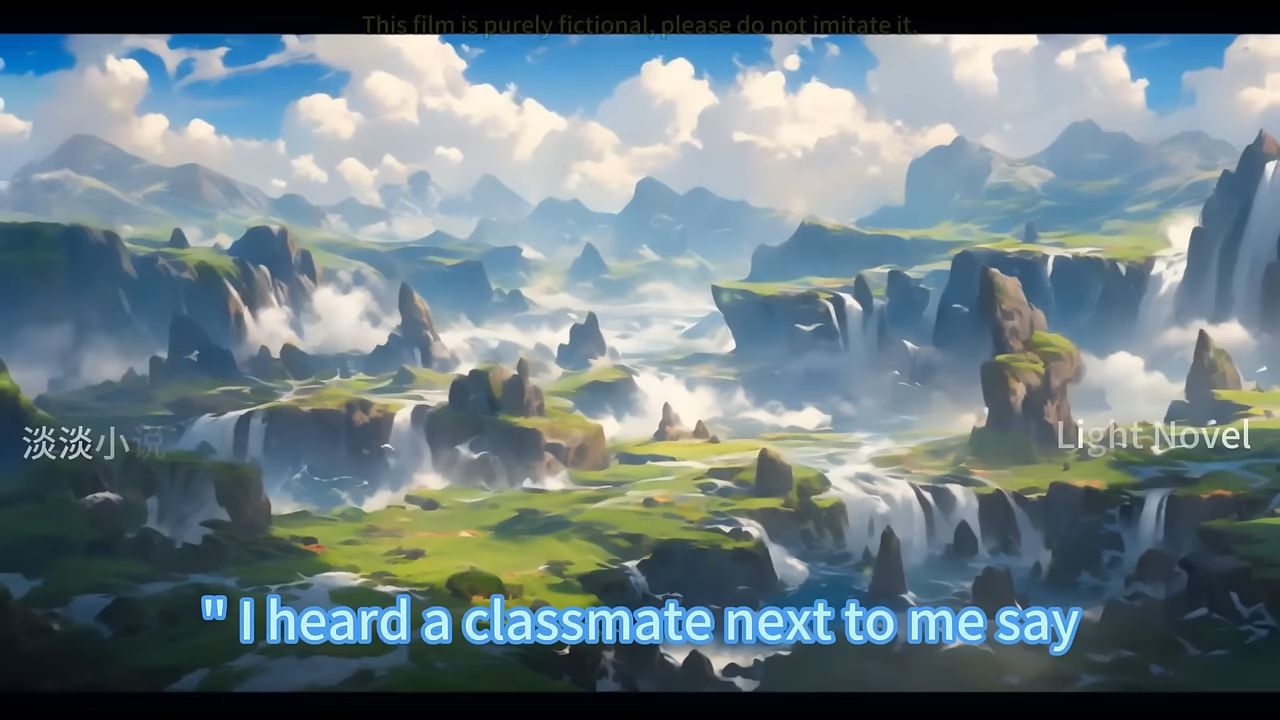 This film is purely fictional, please do not imitate it.
淡淡小说
Light Novel
" I heard a classmate next to me say